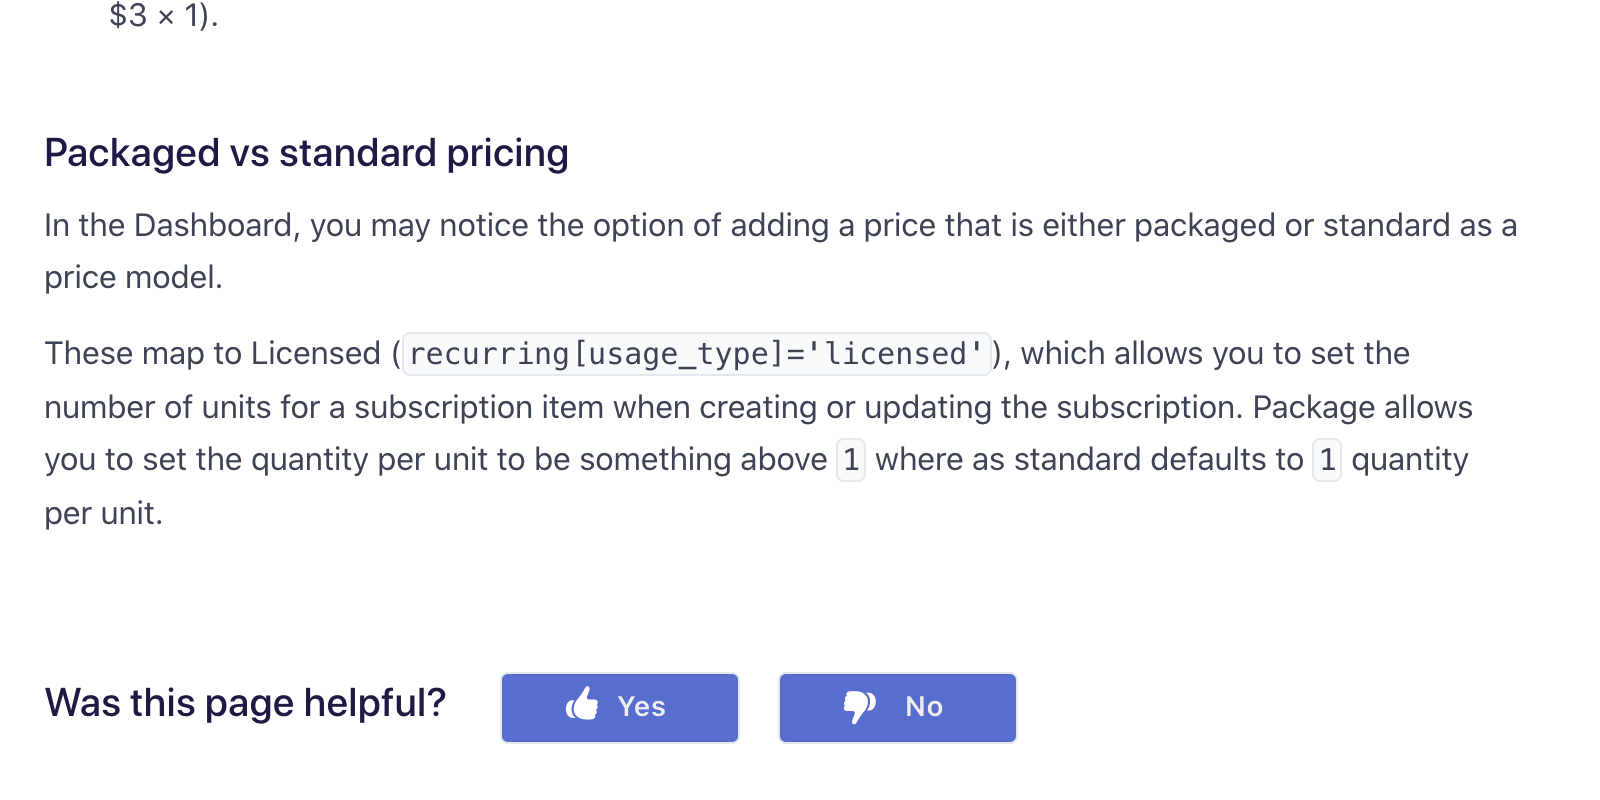 $3 × 1).
Packaged vs standard pricing
In the Dashboard, you may notice the option of adding a price that is either packaged or standard as a
price model.
These map to Licensed (recurring[usage_type]='licensed'), which allows you to set the
number of units for a subscription item when creating or updating the subscription. Package allows
you to set the quantity per unit to be something above 1 where as standard defaults to 1 quantity
per unit.
Was this page helpful? Yes No